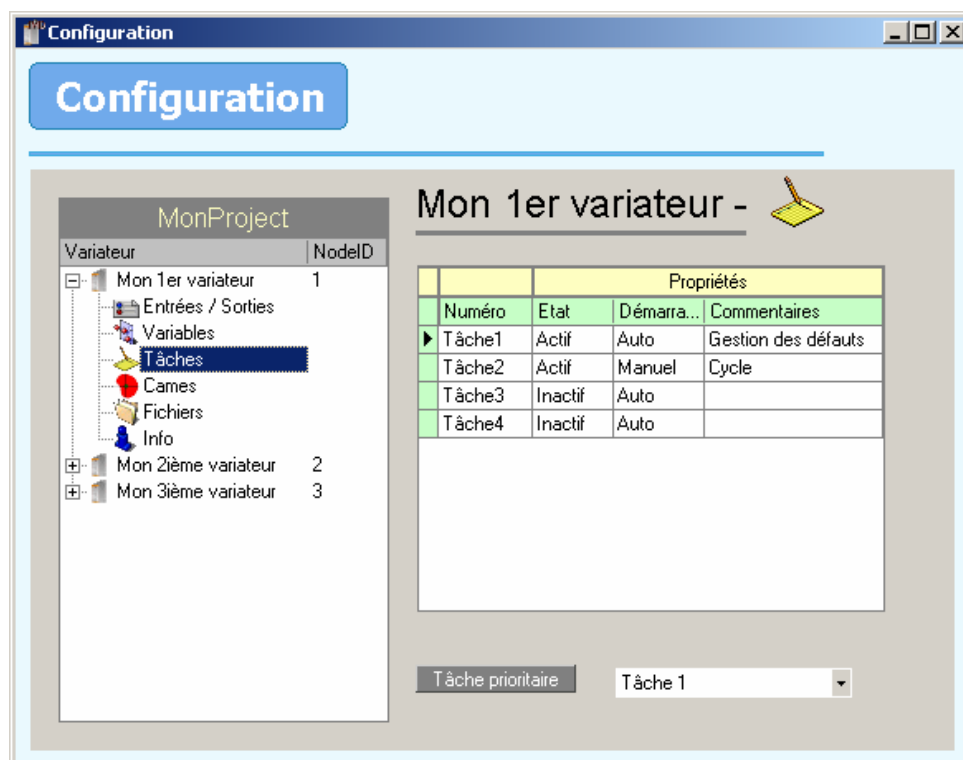 Configuration
Configuration
MonProject
Variateur NodeID
Mon 1er variateur 1
Entrées / Sorties
Variables
Tâches
Cames
Fichiers
Info
Mon 2ième variateur 2
Mon 3ième variateur 3
Mon 1er variateur -
Propriétés
Numéro Etat Démarra... Commentaires
Tâche1 Actif Auto Gestion des défauts
Tâche2 Actif Manuel Cycle
Tâche3 Inactif Auto
Tâche4 Inactif Auto
Tâche prioritaire Tâche 1